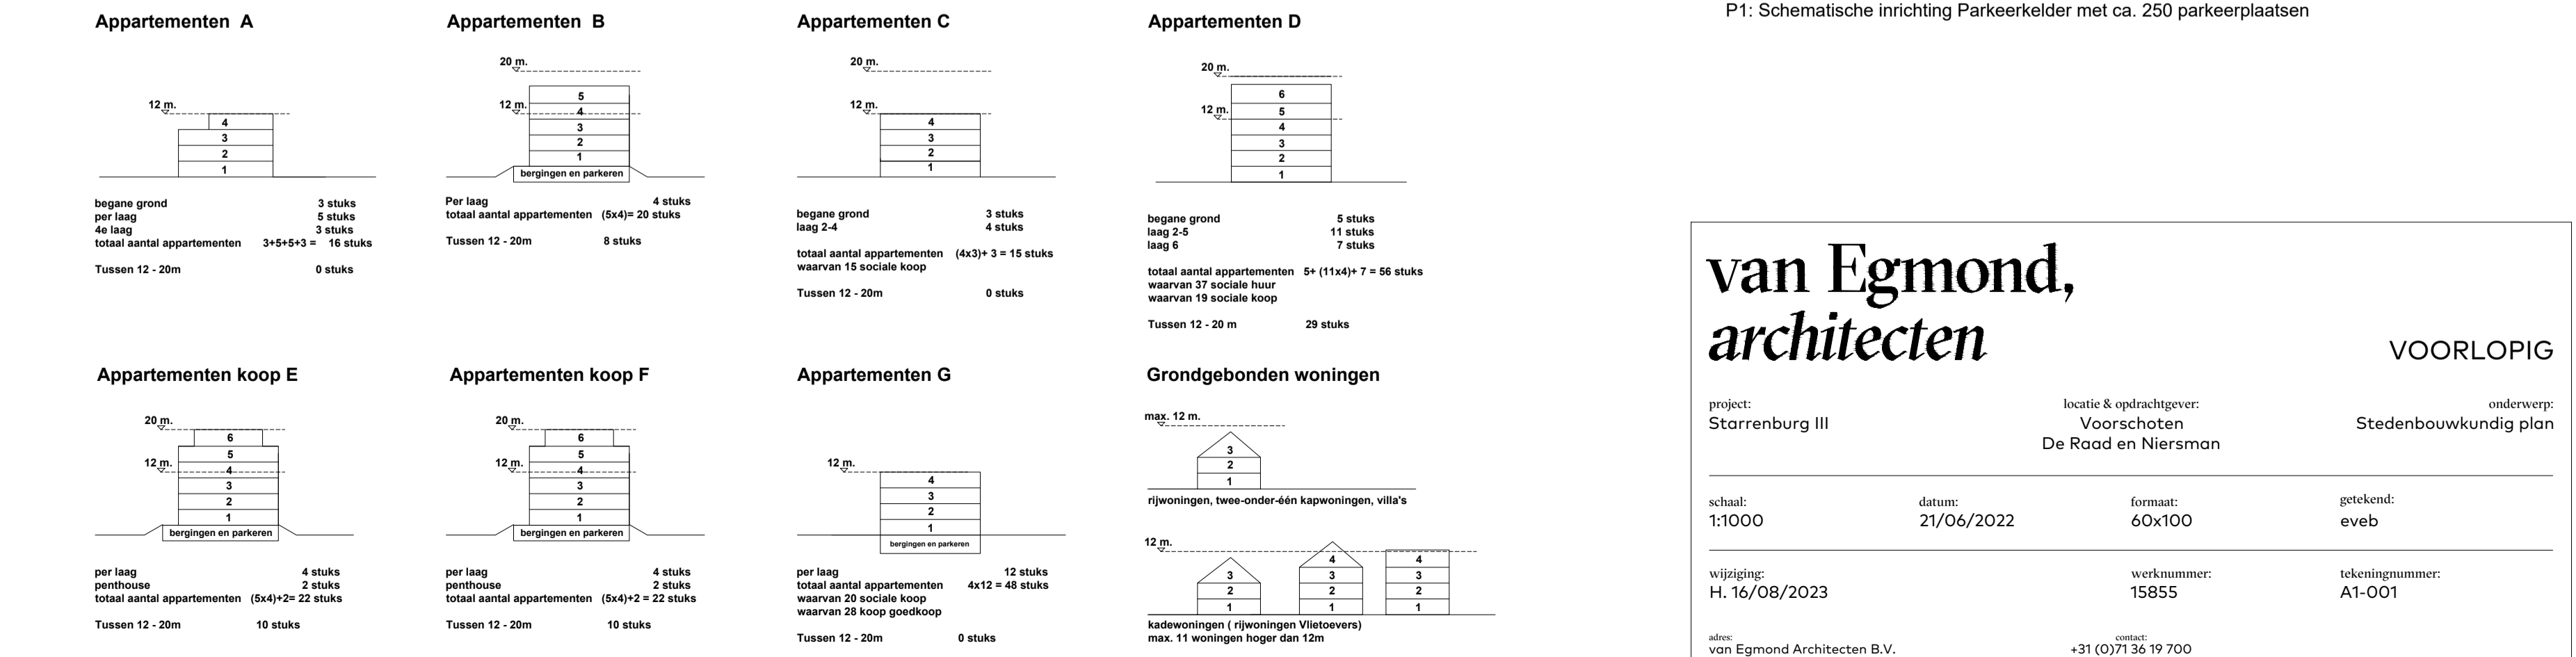 Appartementen A
20 m.
12 m.
4
3
2
1
begane grond 3 stuks
per laag 5 stuks
4e laag 3 stuks
totaal aantal appartementen 3+5+5+3 = 16 stuks
Tussen 12 - 20m 0 stuks
Appartementen B
20 m.
12 m.
5
4
3
2
1
bergingen en parkeren
Per laag 4 stuks
totaal aantal appartementen (5x4)= 20 stuks
Tussen 12 - 20m 8 stuks
Appartementen C
20 m.
12 m.
4
3
2
1
begane grond 3 stuks
laag 2-4 4 stuks
totaal aantal appartementen (4x3)+ 3 = 15 stuks
waarvan 15 sociale koop
Tussen 12 - 20m 0 stuks
Appartementen D
20 m.
12 m.
6
5
4
3
2
1
begane grond 5 stuks
laag 2-5 11 stuks
laag 6 7 stuks
totaal aantal appartementen 5+ (11x4)+ 7 = 56 stuks
waarvan 37 sociale huur
waarvan 19 sociale koop
Tussen 12 - 20 m 29 stuks
Appartementen koop E
20 m.
12 m.
6
5
4
3
2
1
bergingen en parkeren
per laag 4 stuks
penthouse 2 stuks
totaal aantal appartementen (5x4)+2= 22 stuks
Tussen 12 - 20m 10 stuks
Appartementen koop F
20 m.
12 m.
6
5
4
3
2
1
bergingen en parkeren
per laag 4 stuks
penthouse 2 stuks
totaal aantal appartementen (5x4)+2 = 22 stuks
Tussen 12 - 20m 10 stuks
Appartementen G
12 m.
4
3
2
1
bergingen en parkeren
per laag 12 stuks
totaal aantal appartementen 4x12 = 48 stuks
waarvan 20 sociale koop
waarvan 28 koop goedkoop
Tussen 12 - 20m 0 stuks
Grondgebonden woningen
max. 12 m.
3
2
1
rijwoningen, twee-onder-één kapwoningen, villa's
12 m.
3
2
1
4
3
2
1
4
3
2
1
kadewoningen ( rijwoningen Vlietoevers)
max. 11 woningen hoger dan 12m
P1: Schematische inrichting Parkeerkelder met ca. 250 parkeerplaatsen
van Egmond,
architecten
VOORLOPIG
project:
Starrenburg III
locatie & opdrachtgever:
Voorschoten
De Raad en Niersman
onderwerp:
Stedenbouwkundig plan
schaal:
1:1000
datum:
21/06/2022
formaat:
60x100
getekend:
eveb
wijziging:
H. 16/08/2023
werknummer:
15855
tekeningnummer:
A1-001
adres:
van Egmond Architecten B.V.
contact:
+31 (0)71 36 19 700